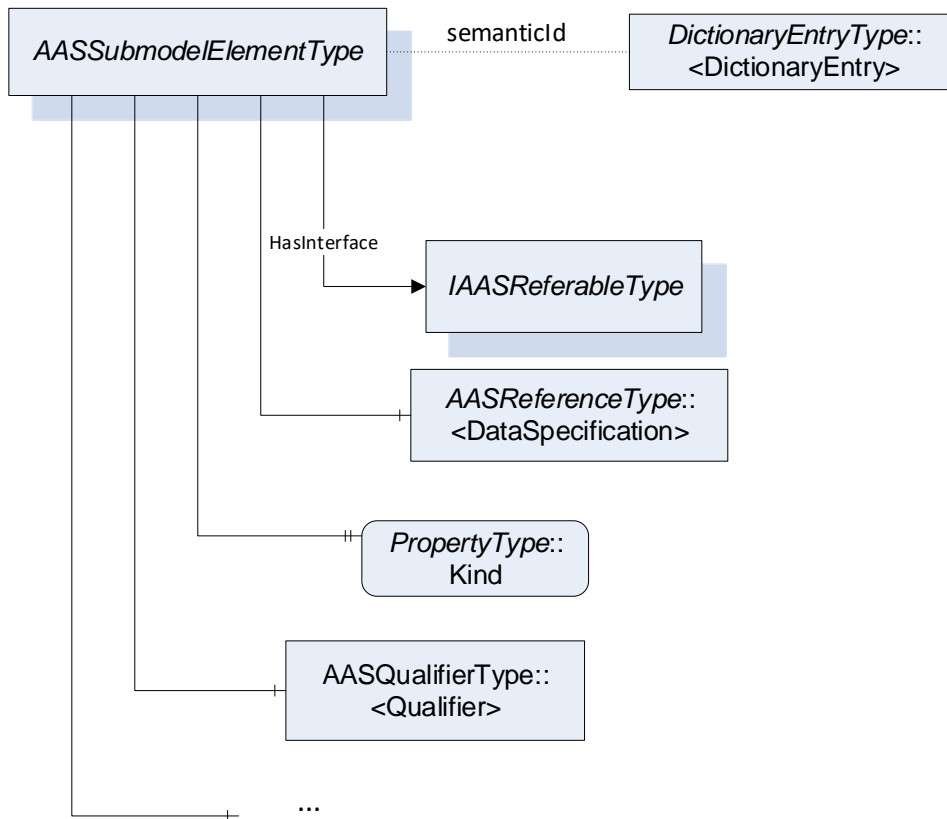 AASSubmodelElementType
semanticId
DictionaryEntryType::
<DictionaryEntry>
HasInterface
IAASReferableType
AASReferenceType::
<DataSpecification>
PropertyType::
Kind
AASQualifierType::
<Qualifier>
...